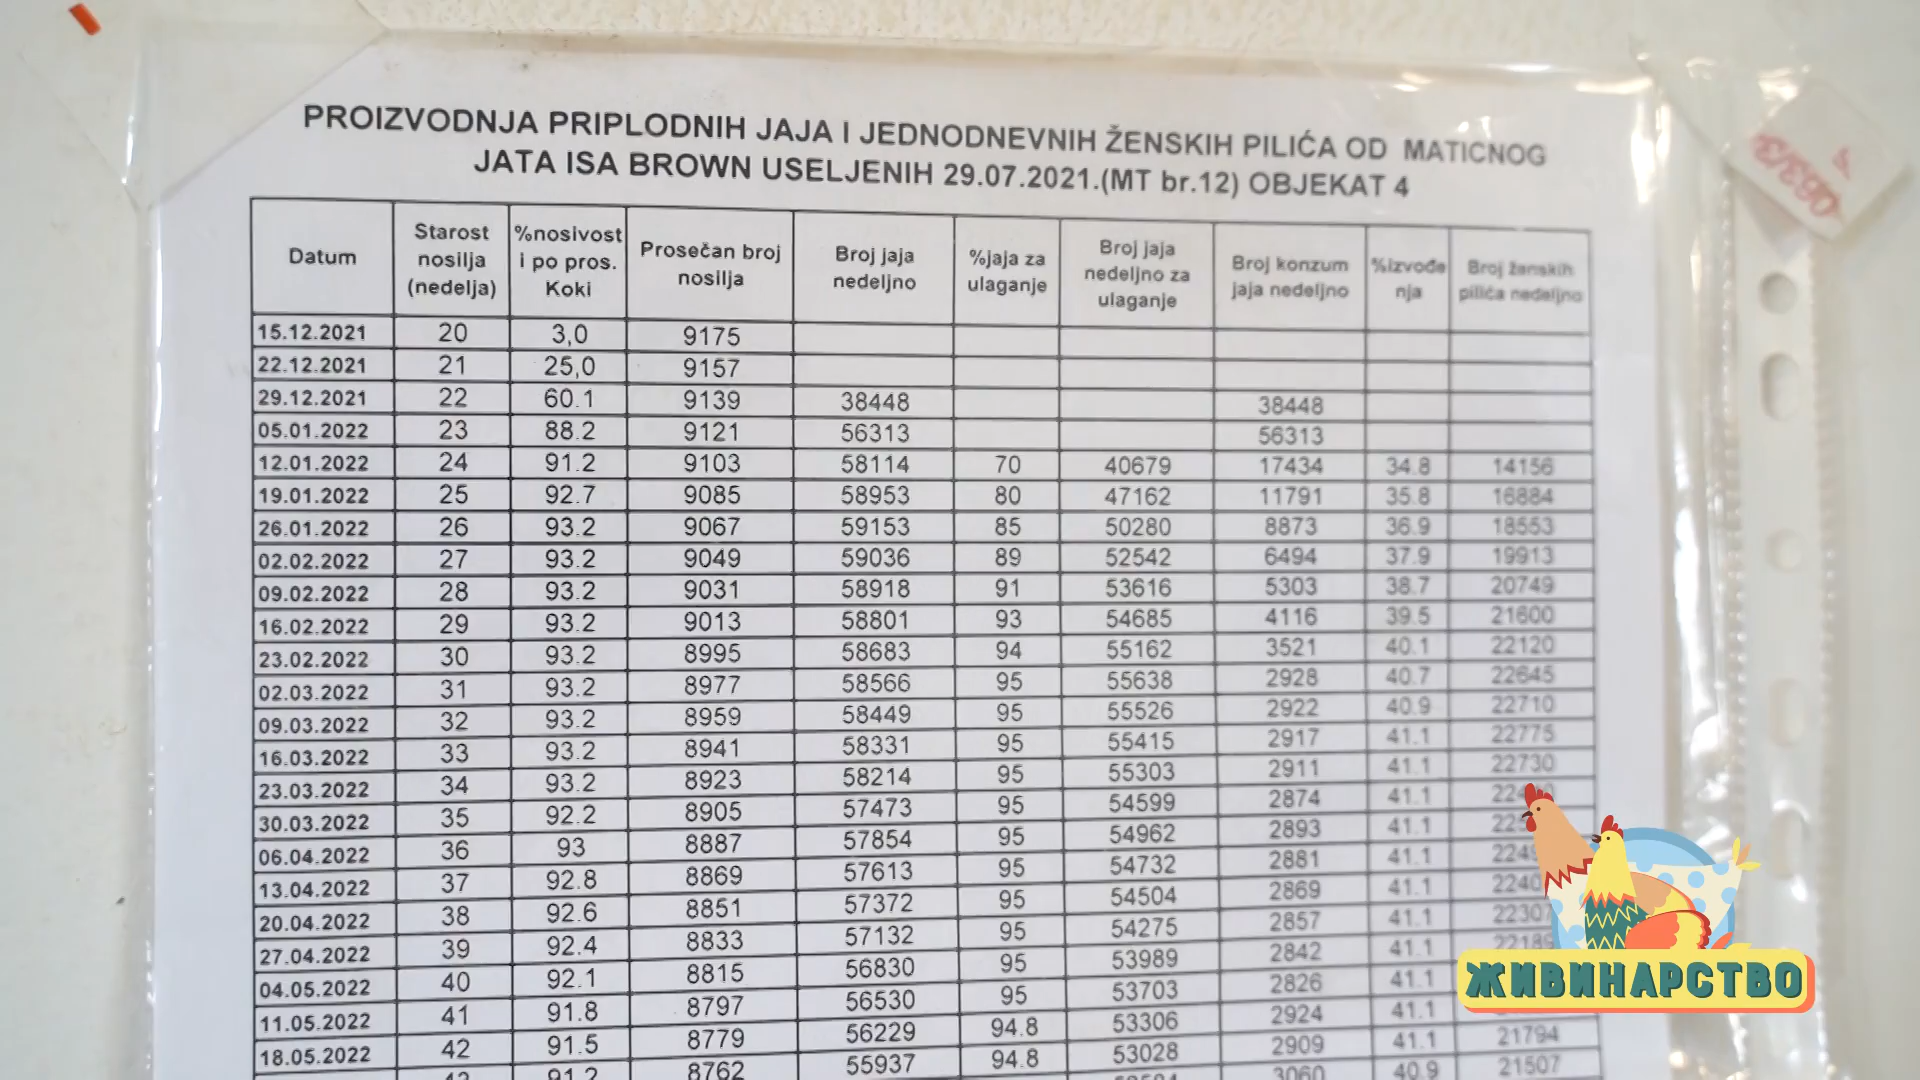 PROIZVODNJA PRIPLODNIH JAJA I JEDNODNEVNIH ŽENSKIH PILIĆA OD MATICNOG
JATA ISA BROWN USELJENIH 29.07.2021.(MT br.12) OBJEKAT 4
Datum Starost nosilja (nedelja) %nosivost i po pros. Koki Prosečan broj nosilja Broj jaja nedeljno %jaja za ulaganje Broj jaja nedeljno za ulaganje Broj konzum jaja nedeljno %izvođe nja Broj ženskih pilića nedeljno
15.12.2021 20 3,0 9175
22.12.2021 21 25,0 9157
29.12.2021 22 60.1 9139 38448 38448
05.01.2022 23 88.2 9121 56313 56313
12.01.2022 24 91.2 9103 58114 70 40679 17434 34.8 14156
19.01.2022 25 92.7 9085 58953 80 47162 11791 35.8 16884
26.01.2022 26 93.2 9067 59153 85 50280 8873 36.9 18553
02.02.2022 27 93.2 9049 59036 89 52542 6494 37.9 19913
09.02.2022 28 93.2 9031 58918 91 53616 5303 38.7 20749
16.02.2022 29 93.2 9013 58801 93 54685 4116 39.5 21600
23.02.2022 30 93.2 8995 58683 94 55162 3521 40.1 22120
02.03.2022 31 93.2 8977 58566 95 55638 2928 40.7 22645
09.03.2022 32 93.2 8959 58449 95 55526 2922 40.9 22710
16.03.2022 33 93.2 8941 58331 95 55415 2917 41.1 22775
23.03.2022 34 93.2 8923 58214 95 55303 2911 41.1 22730
30.03.2022 35 92.2 8905 57473 95 54599 2874 41.1
06.04.2022 36 93 8887 57854 95 54962 2893 41.1
13.04.2022 37 92.8 8869 57613 95 54732 2881 41.1
20.04.2022 38 92.6 8851 57372 95 54504 2869 41.1
27.04.2022 39 92.4 8833 57132 95 54275 2857 41.1 22307
04.05.2022 40 92.1 8815 56830 95 53989 2842 41.1 22189
11.05.2022 41 91.8 8797 56530 95 53703 2826 41.1
18.05.2022 42 91.5 8779 56229 94.8 53306 2924 41.1
43 91.2 8762 55937 94.8 53028 2909 41.1 21794
3060 40.9 21507
ЖИВИНАРСТВО